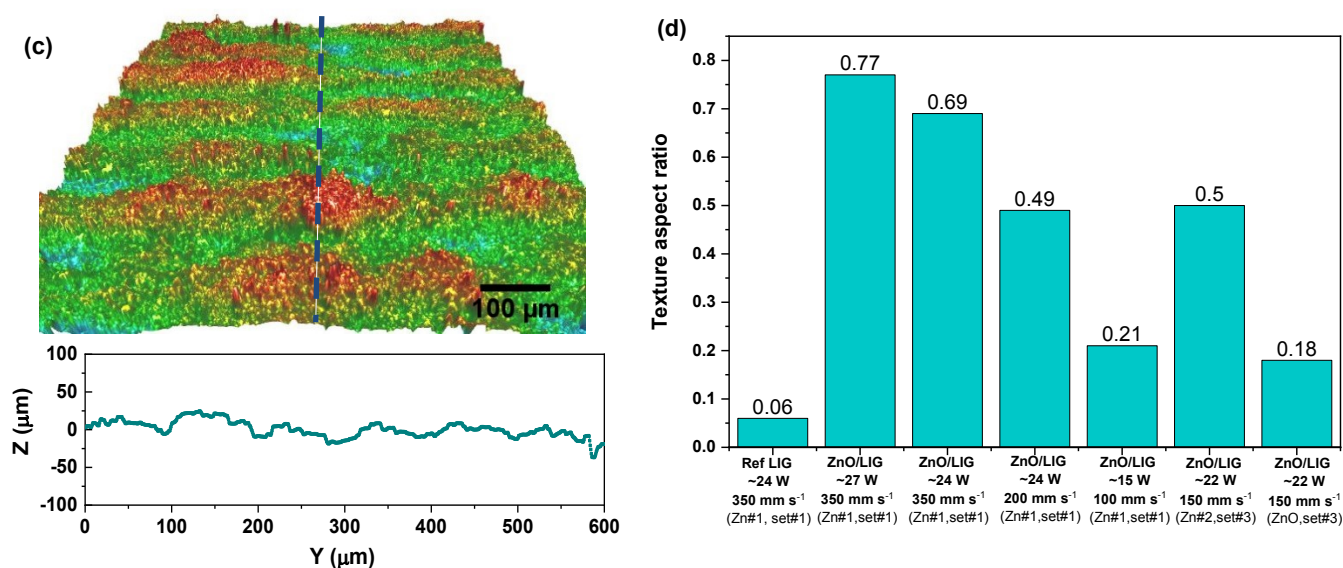 (c)
100 μm
100
50
0
-50
-100
Z (μm)
0 100 200 300 400 500 600
Y (μm)
(d)
Texture aspect ratio
0.8
0.7
0.6
0.5
0.4
0.3
0.2
0.1
0.0
0.06
0.77
0.69
0.49
0.21
0.5
0.18
Ref LIG
~24 W
350 mm s⁻¹
(Zn#1, set#1)
ZnO/LIG
~27 W
350 mm s⁻¹
(Zn#1,set#1)
ZnO/LIG
~24 W
350 mm s⁻¹
(Zn#1,set#1)
ZnO/LIG
~24 W
200 mm s⁻¹
(Zn#1,set#1)
ZnO/LIG
~15 W
100 mm s⁻¹
(Zn#1,set#1)
ZnO/LIG
~22 W
150 mm s⁻¹
(Zn#2,set#3)
ZnO/LIG
~22 W
150 mm s⁻¹
(ZnO,set#3)